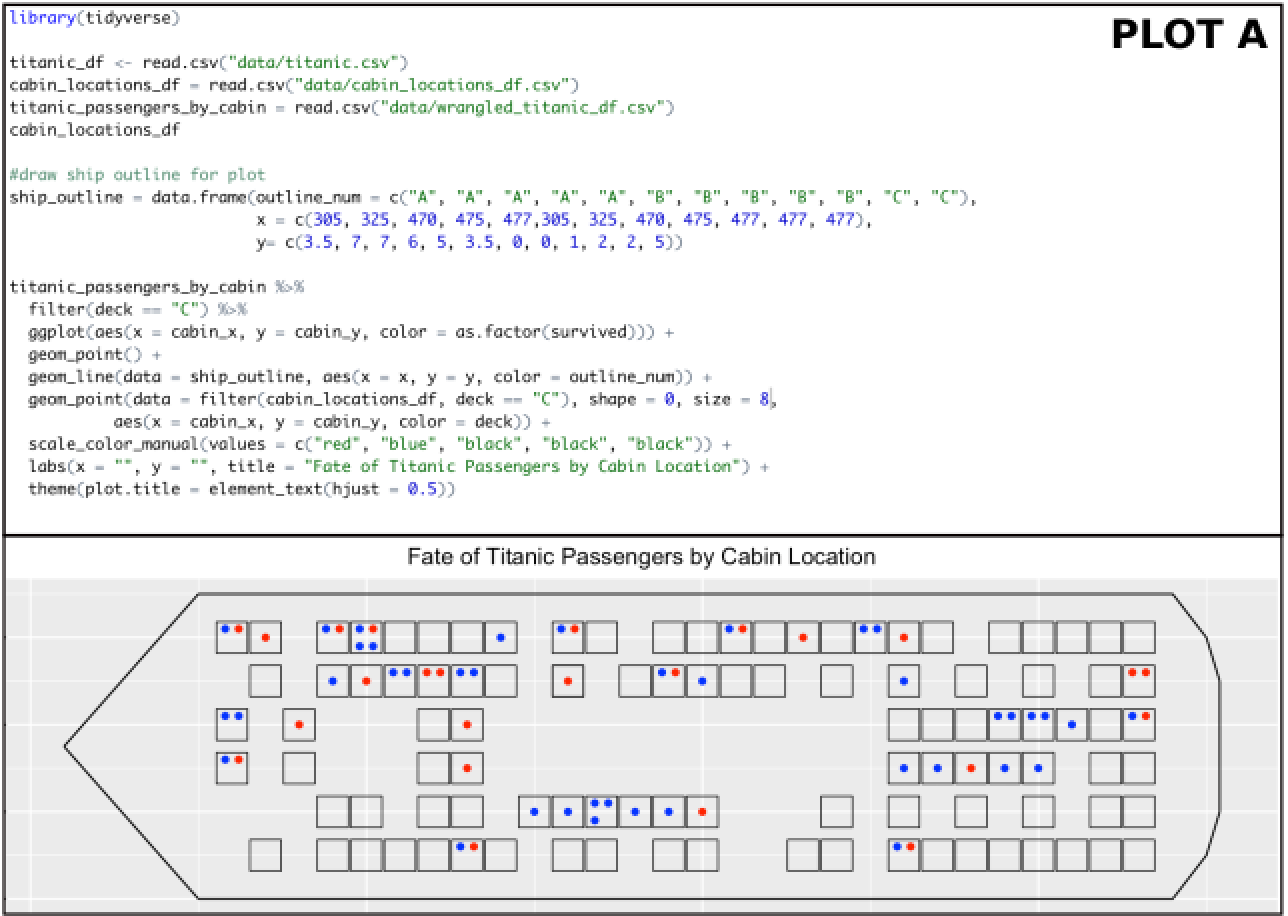 library(tidyverse)
PLOT A
titanic_df <- read.csv("data/titanic.csv")
cabin_locations_df = read.csv("data/cabin_locations_df.csv")
titanic_passengers_by_cabin = read.csv("data/wrangled_titanic_df.csv")
cabin_locations_df
#draw ship outline for plot
ship_outline = data.frame(outline_num = c("A", "A", "A", "A", "A", "B", "B", "B", "B", "B", "C", "C"),
x = c(305, 325, 470, 475, 477,305, 325, 470, 475, 477, 477, 477),
y= c(3.5, 7, 7, 6, 5, 3.5, 0, 0, 1, 2, 2, 5))
titanic_passengers_by_cabin %>%
filter(deck == "C") %>%
ggplot(aes(x = cabin_x, y = cabin_y, color = as.factor(survived))) +
geom_point() +
geom_line(data = ship_outline, aes(x = x, y = y, color = outline_num)) +
geom_point(data = filter(cabin_locations_df, deck == "C"), shape = 0, size = 8,
aes(x = cabin_x, y = cabin_y, color = deck)) +
scale_color_manual(values = c("red", "blue", "black", "black", "black")) +
labs(x = "", y = "", title = "Fate of Titanic Passengers by Cabin Location") +
theme(plot.title = element_text(hjust = 0.5))
Fate of Titanic Passengers by Cabin Location